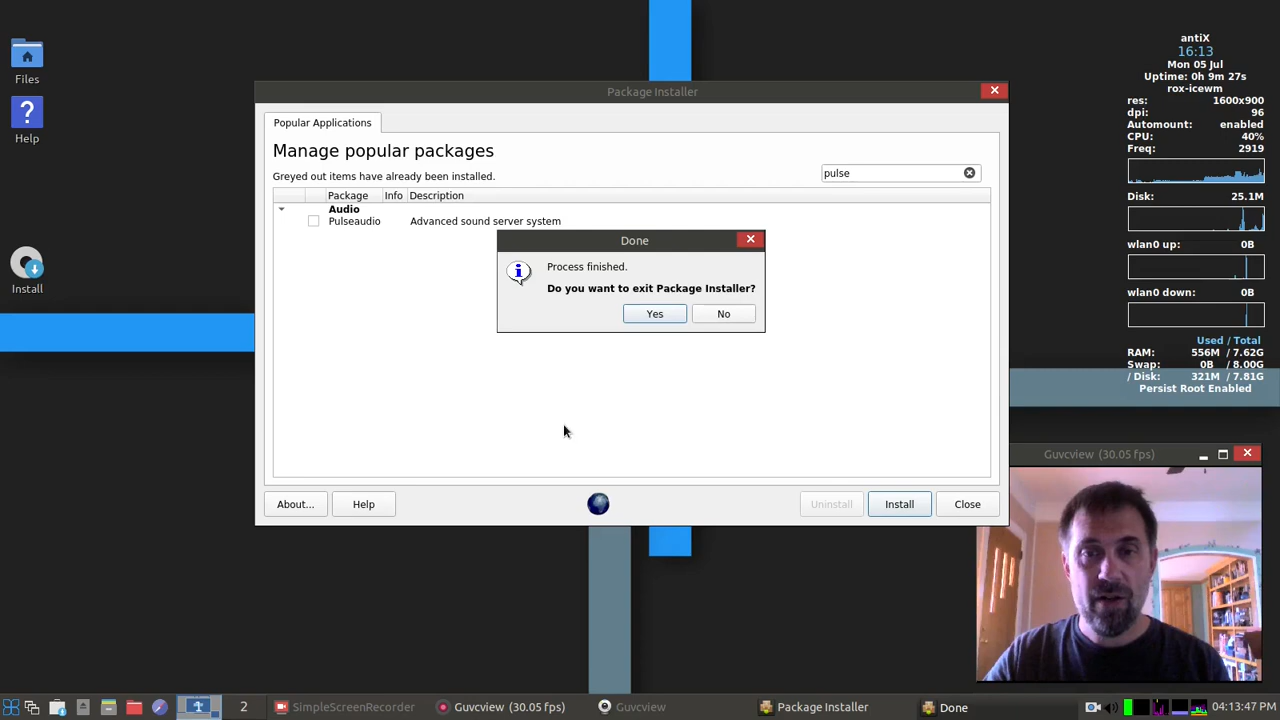 Files
Help
Install
Package Installer
Popular Applications
Manage popular packages
Greyed out items have already been installed.
pulse
Package Info Description
Audio
Pulseaudio Advanced sound server system
Done
Process finished.
Do you want to exit Package Installer?
Yes No
About... Help Uninstall Install Close
antiX
16:13
Mon 05 Jul
Uptime: 0h 9m 27s
rox-icewm
res: 1600x900
dpi: 96
Automount: enabled
CPU: 40%
Freq: 2919
Disk: 25.1M
wlan0 up: 0B
wlan0 down: 0B
Used / Total
RAM: 556M / 7.62G
Swap: 0B / 8.00G
/ Disk: 321M / 7.81G
Persist Root Enabled
Guvcview (30.05 fps)
1 2 SimpleScreenRecorder Guvcview (30.05 fps) Guvcview Package Installer Done 04:13:47 PM